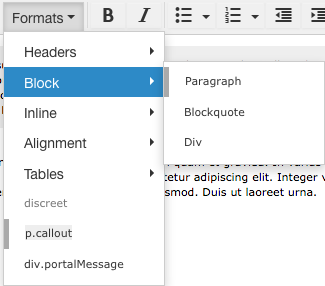 Formats B I
Headers
Block
Paragraph
Inline
Blockquote
Alignment
Div
Tables
tetur adipiscing elit. Integer
discreet
smod. Duis ut laoreet urna.
p.callout
div.portalMessage